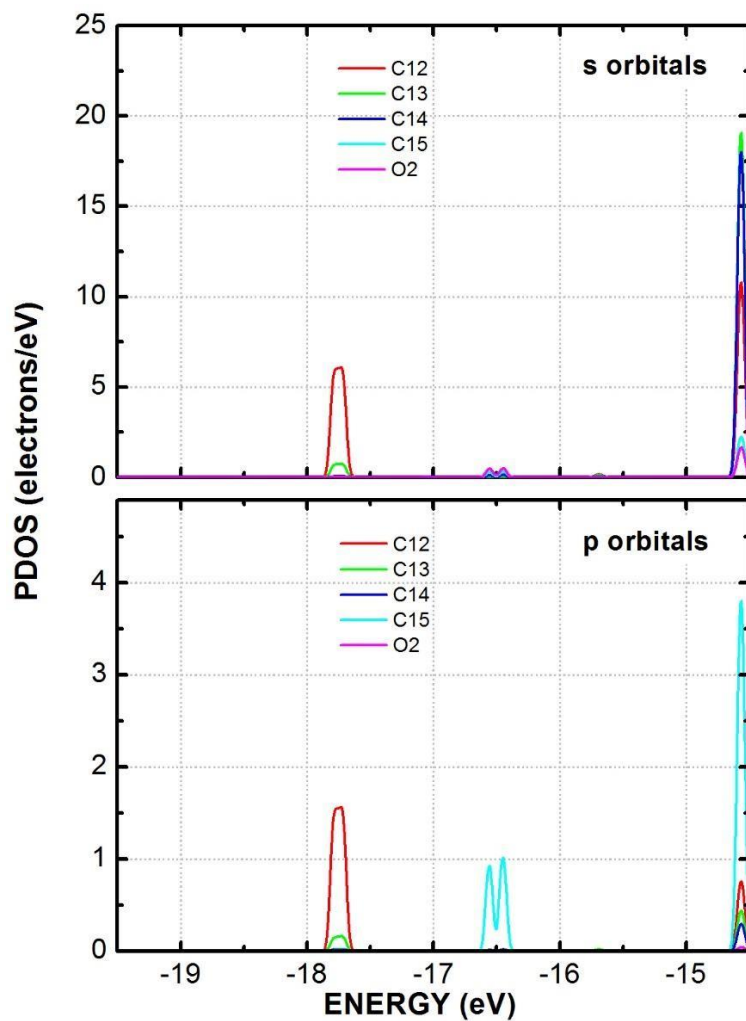 PDOS (electrons/eV)
25
20
15
10
5
0
s orbitals
C12
C13
C14
C15
O2
4
3
2
1
0
p orbitals
C12
C13
C14
C15
O2
-19
-18
-17
-16
-15
ENERGY (eV)